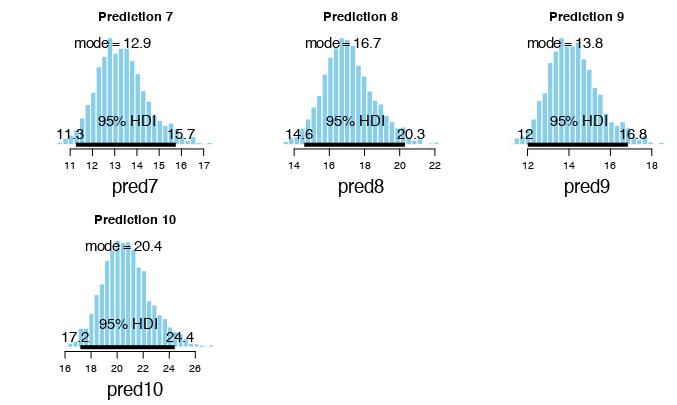 Prediction 7
mode = 12.9
95% HDI
11.3 15.7
11 12 13 14 15 16 17
pred7
Prediction 8
mode = 16.7
95% HDI
14.6 20.3
14 16 18 20 22
pred8
Prediction 9
mode = 13.8
95% HDI
12 16.8
12 14 16 18
pred9
Prediction 10
mode = 20.4
95% HDI
17.2 24.4
16 18 20 22 24 26
pred10